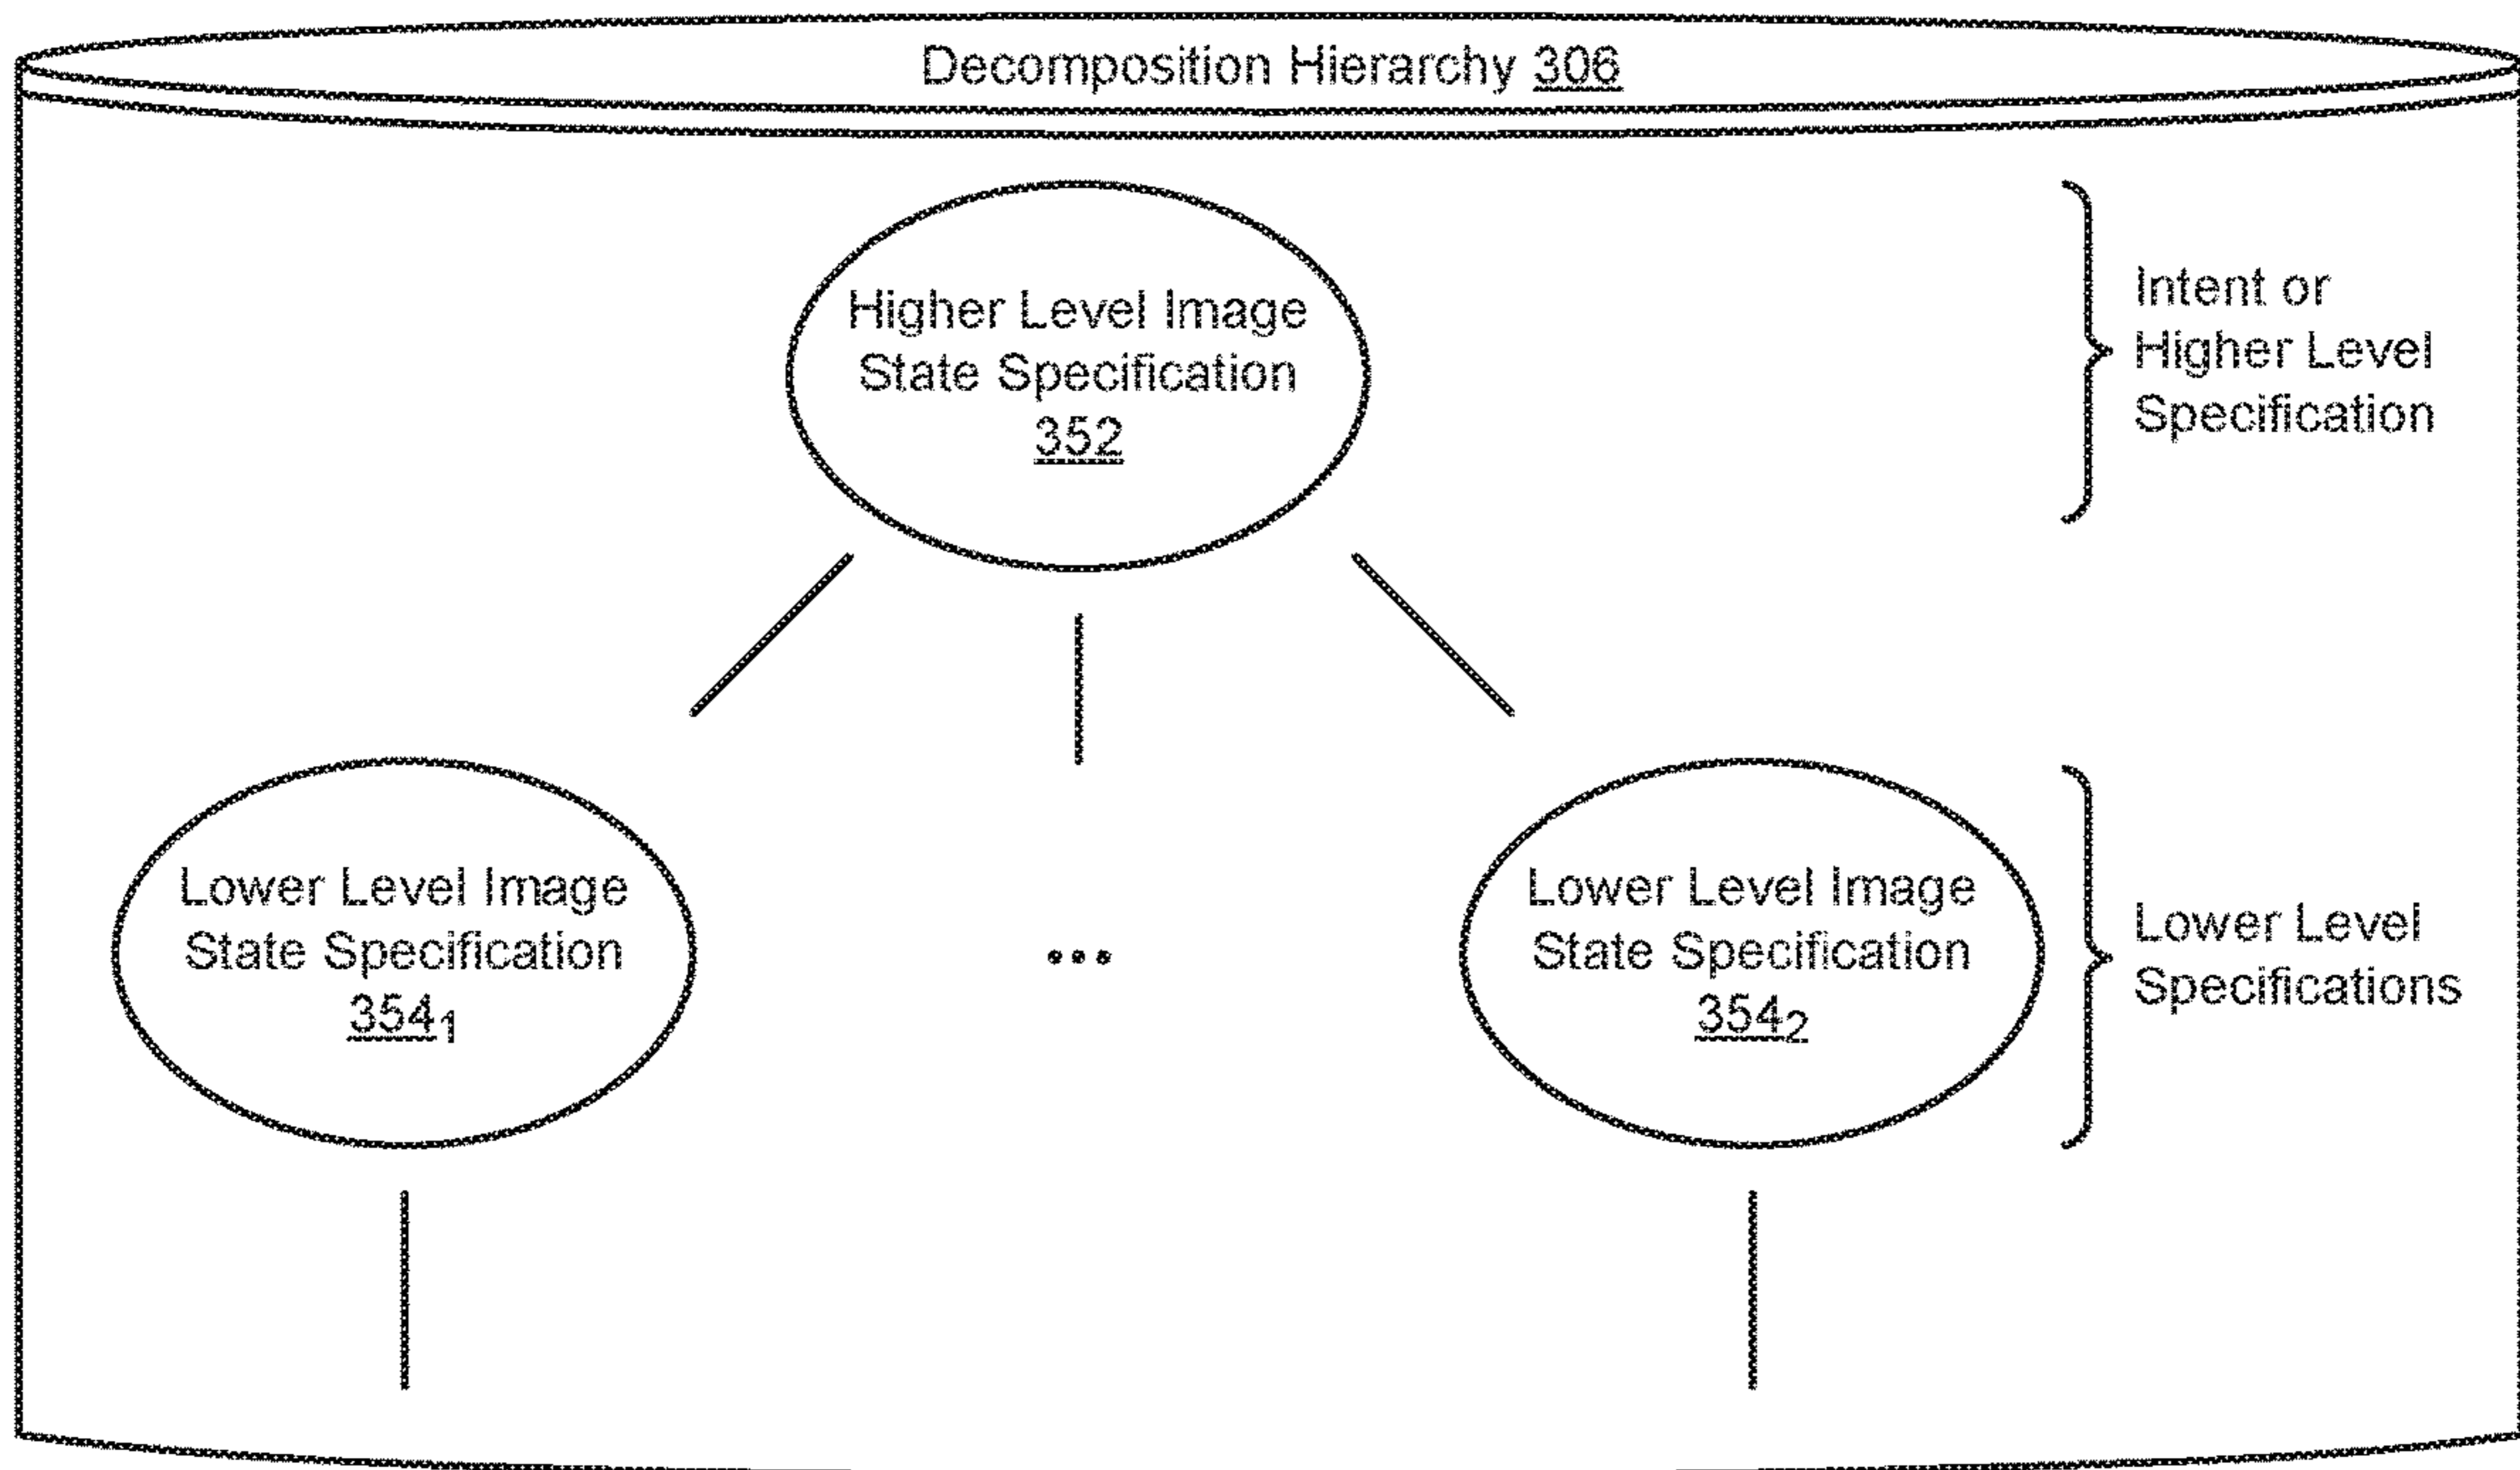 Decomposition Hierarchy 306
Higher Level Image
State Specification
352
Intent or
Higher Level
Specification
Lower Level Image
State Specification
354₁
...
Lower Level Image
State Specification
354₂
Lower Level
Specifications